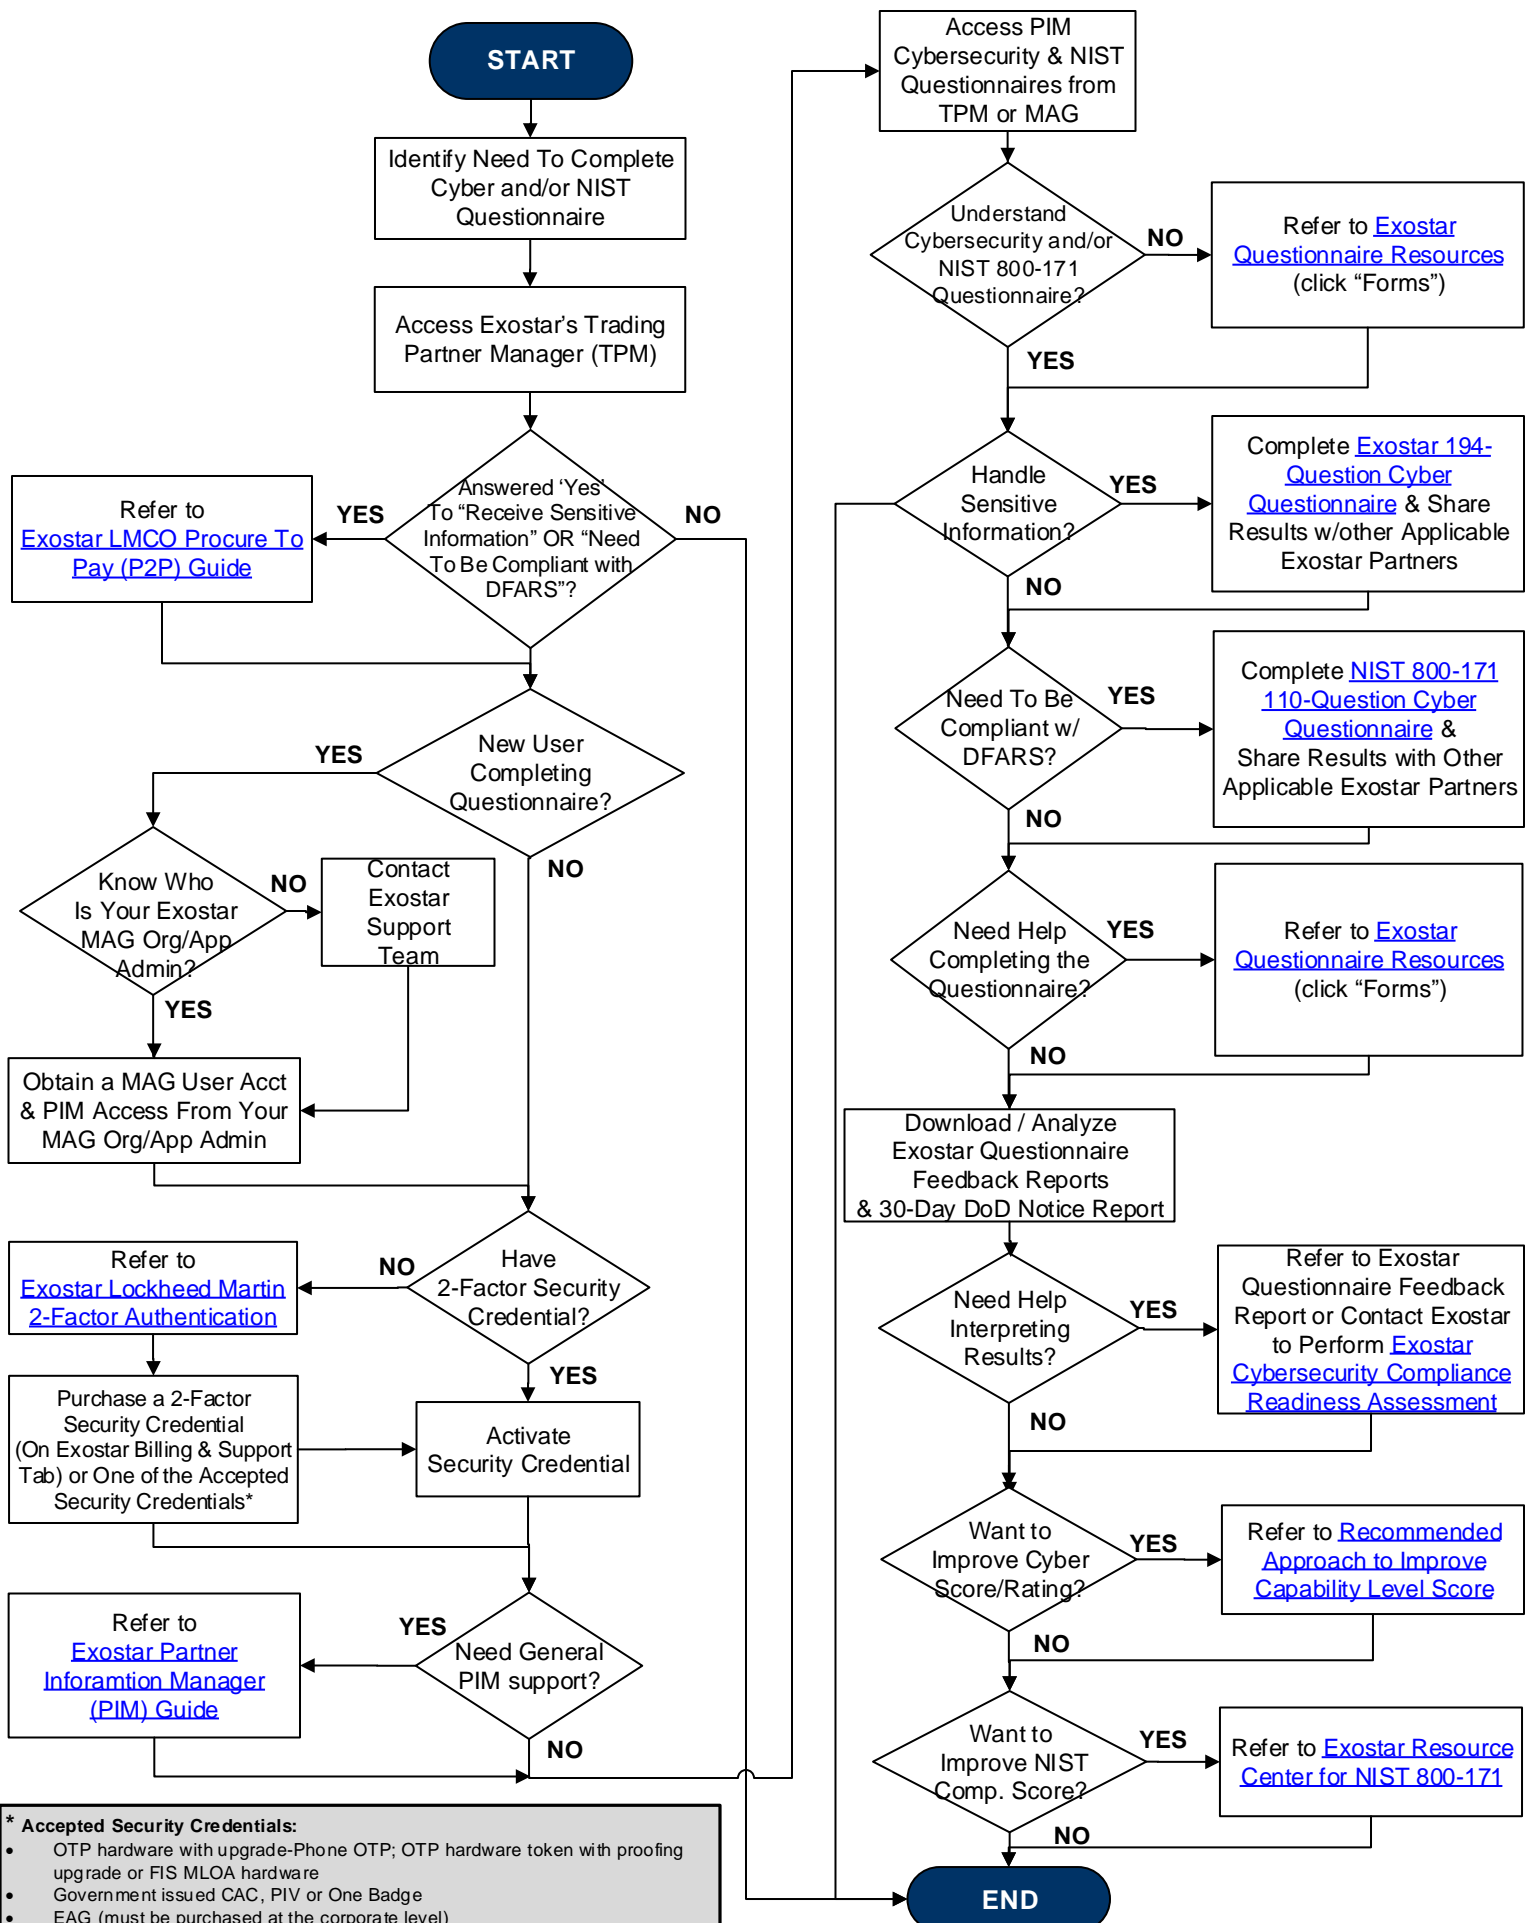 START
Identify Need To Complete
Cyber and/or NIST
Questionnaire
Access Exostar's Trading
Partner Manager (TPM)
Answered ‘Yes’
To “Receive Sensitive
Information” OR “Need
To Be Compliant with
DFARS”?
YES
NO
Refer to
Exostar LMCO Procure To
Pay (P2P) Guide
New User
Completing
Questionnaire?
YES
NO
Know Who
Is Your Exostar
MAG Org/App
Admin?
NO
YES
Contact
Exostar
Support
Team
Obtain a MAG User Acct
& PIM Access From Your
MAG Org/App Admin
Have
2-Factor Security
Credential?
NO
YES
Refer to
Exostar Lockheed Martin
2-Factor Authentication
Purchase a 2-Factor
Security Credential
(On Exostar Billing & Support
Tab) or One of the Accepted
Security Credentials*
Activate
Security Credential
Need General
PIM support?
YES
NO
Refer to
Exostar Partner
Inforamtion Manager
(PIM) Guide
* Accepted Security Credentials:
• OTP hardware with upgrade-Phone OTP; OTP hardware token with proofing
upgrade or FIS MLOA hardware
• Government issued CAC, PIV or One Badge
• EAG (must be purchased at the corporate level)
Access PIM
Cybersecurity & NIST
Questionnaires from
TPM or MAG
Understand
Cybersecurity and/or
NIST 800-171
Questionnaire?
NO
YES
Refer to Exostar
Questionnaire Resources
(click “Forms”)
Handle
Sensitive
Information?
YES
NO
Complete Exostar 194-
Question Cyber
Questionnaire & Share
Results w/other Applicable
Exostar Partners
Need To Be
Compliant w/
DFARS?
YES
NO
Complete NIST 800-171
110-Question Cyber
Questionnaire &
Share Results with Other
Applicable Exostar Partners
Need Help
Completing the
Questionnaire?
YES
NO
Refer to Exostar
Questionnaire Resources
(click “Forms”)
Download / Analyze
Exostar Questionnaire
Feedback Reports
& 30-Day DoD Notice Report
Need Help
Interpreting
Results?
YES
NO
Refer to Exostar
Questionnaire Feedback
Report or Contact Exostar
to Perform Exostar
Cybersecurity Compliance
Readiness Assessment
Want to
Improve Cyber
Score/Rating?
YES
NO
Refer to Recommended
Approach to Improve
Capability Level Score
Want to
Improve NIST
Comp. Score?
YES
NO
Refer to Exostar Resource
Center for NIST 800-171
END